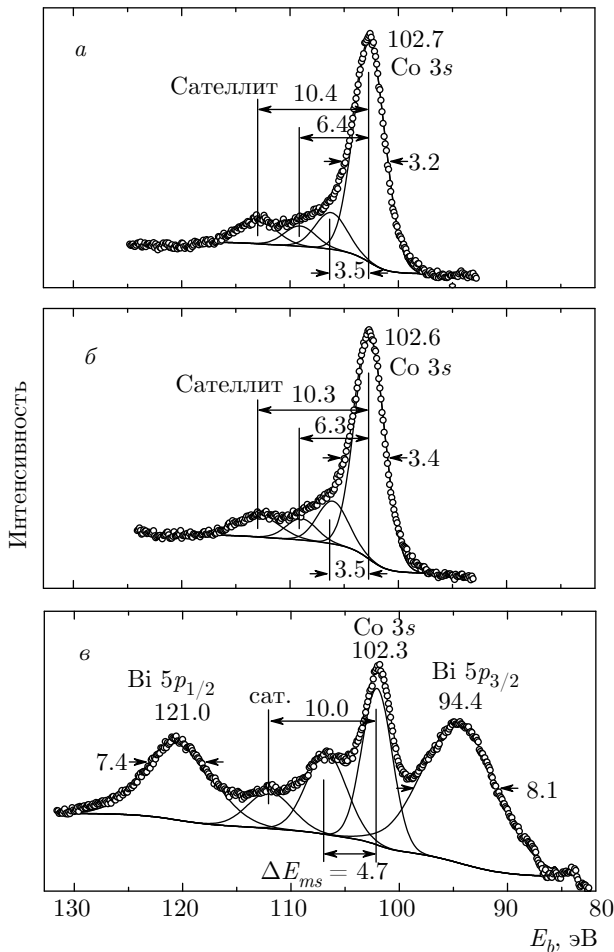 а
102.7
Co 3s
Сателлит
10.4
6.4
3.2
3.5
б
102.6
Co 3s
Сателлит
10.3
6.3
3.4
3.5
Интенсивность
в
Co 3s
102.3
Bi 5p1/2
121.0
Bi 5p3/2
94.4
сат.
10.0
7.4
8.1
ΔEms = 4.7
130 120 110 100 90 80
Eb, эВ